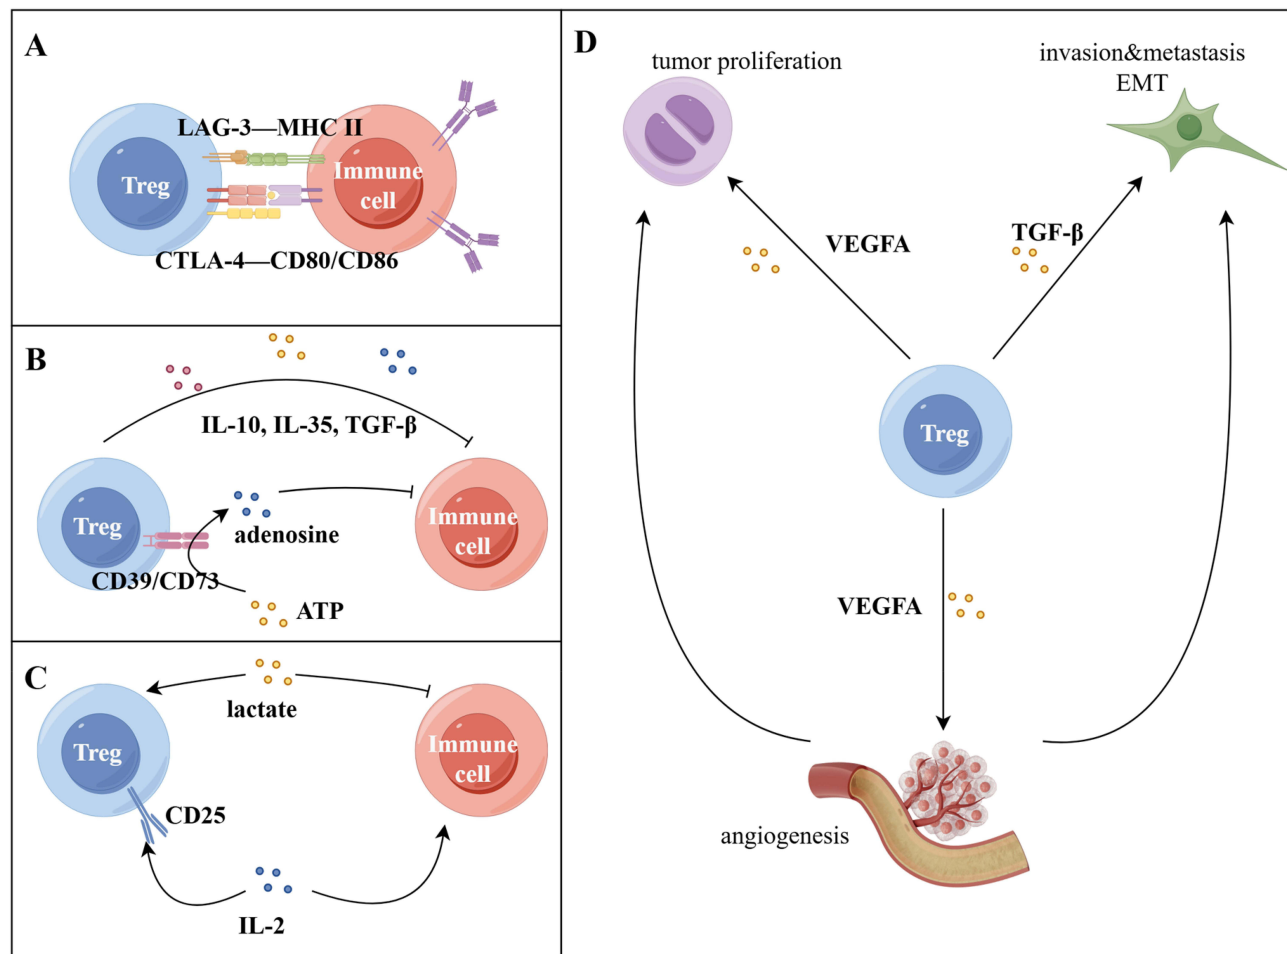 A
LAG-3—MHC II
Treg
Immune
cell
CTLA-4—CD80/CD86
B
IL-10, IL-35, TGF-β
Treg
adenosine
Immune
cell
CD39/CD73
ATP
C
lactate
Treg
Immune
cell
CD25
IL-2
D
tumor proliferation
invasion&metastasis
EMT
VEGFA
TGF-β
Treg
VEGFA
angiogenesis